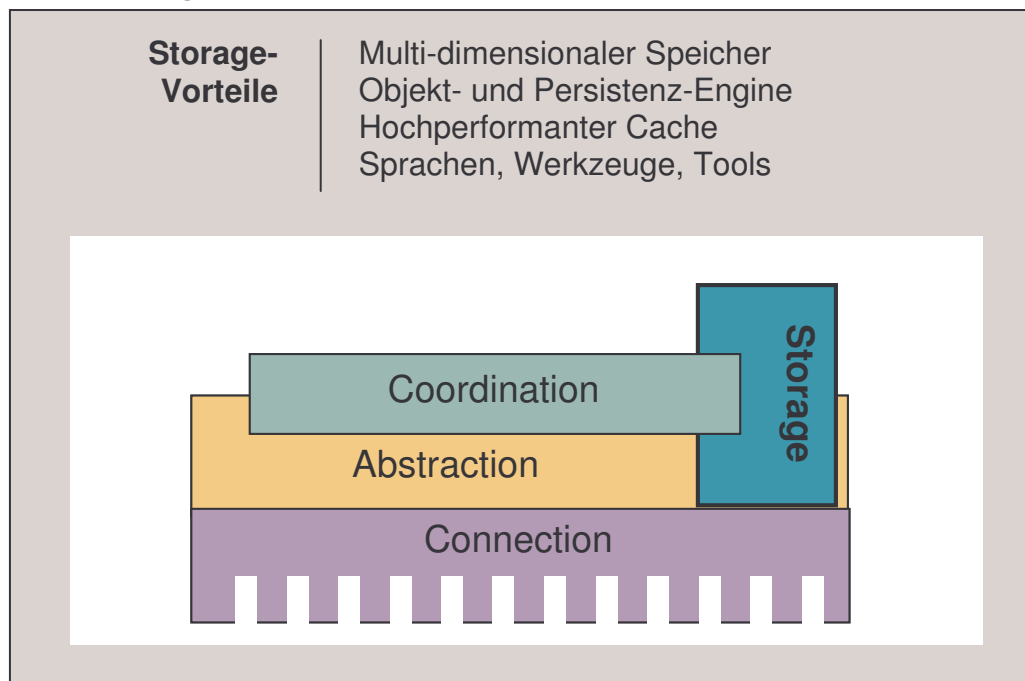 Storage-
Vorteile
Multi-dimensionaler Speicher
Objekt- und Persistenz-Engine
Hochperformanter Cache
Sprachen, Werkzeuge, Tools
Storage
Coordination
Abstraction
Connection